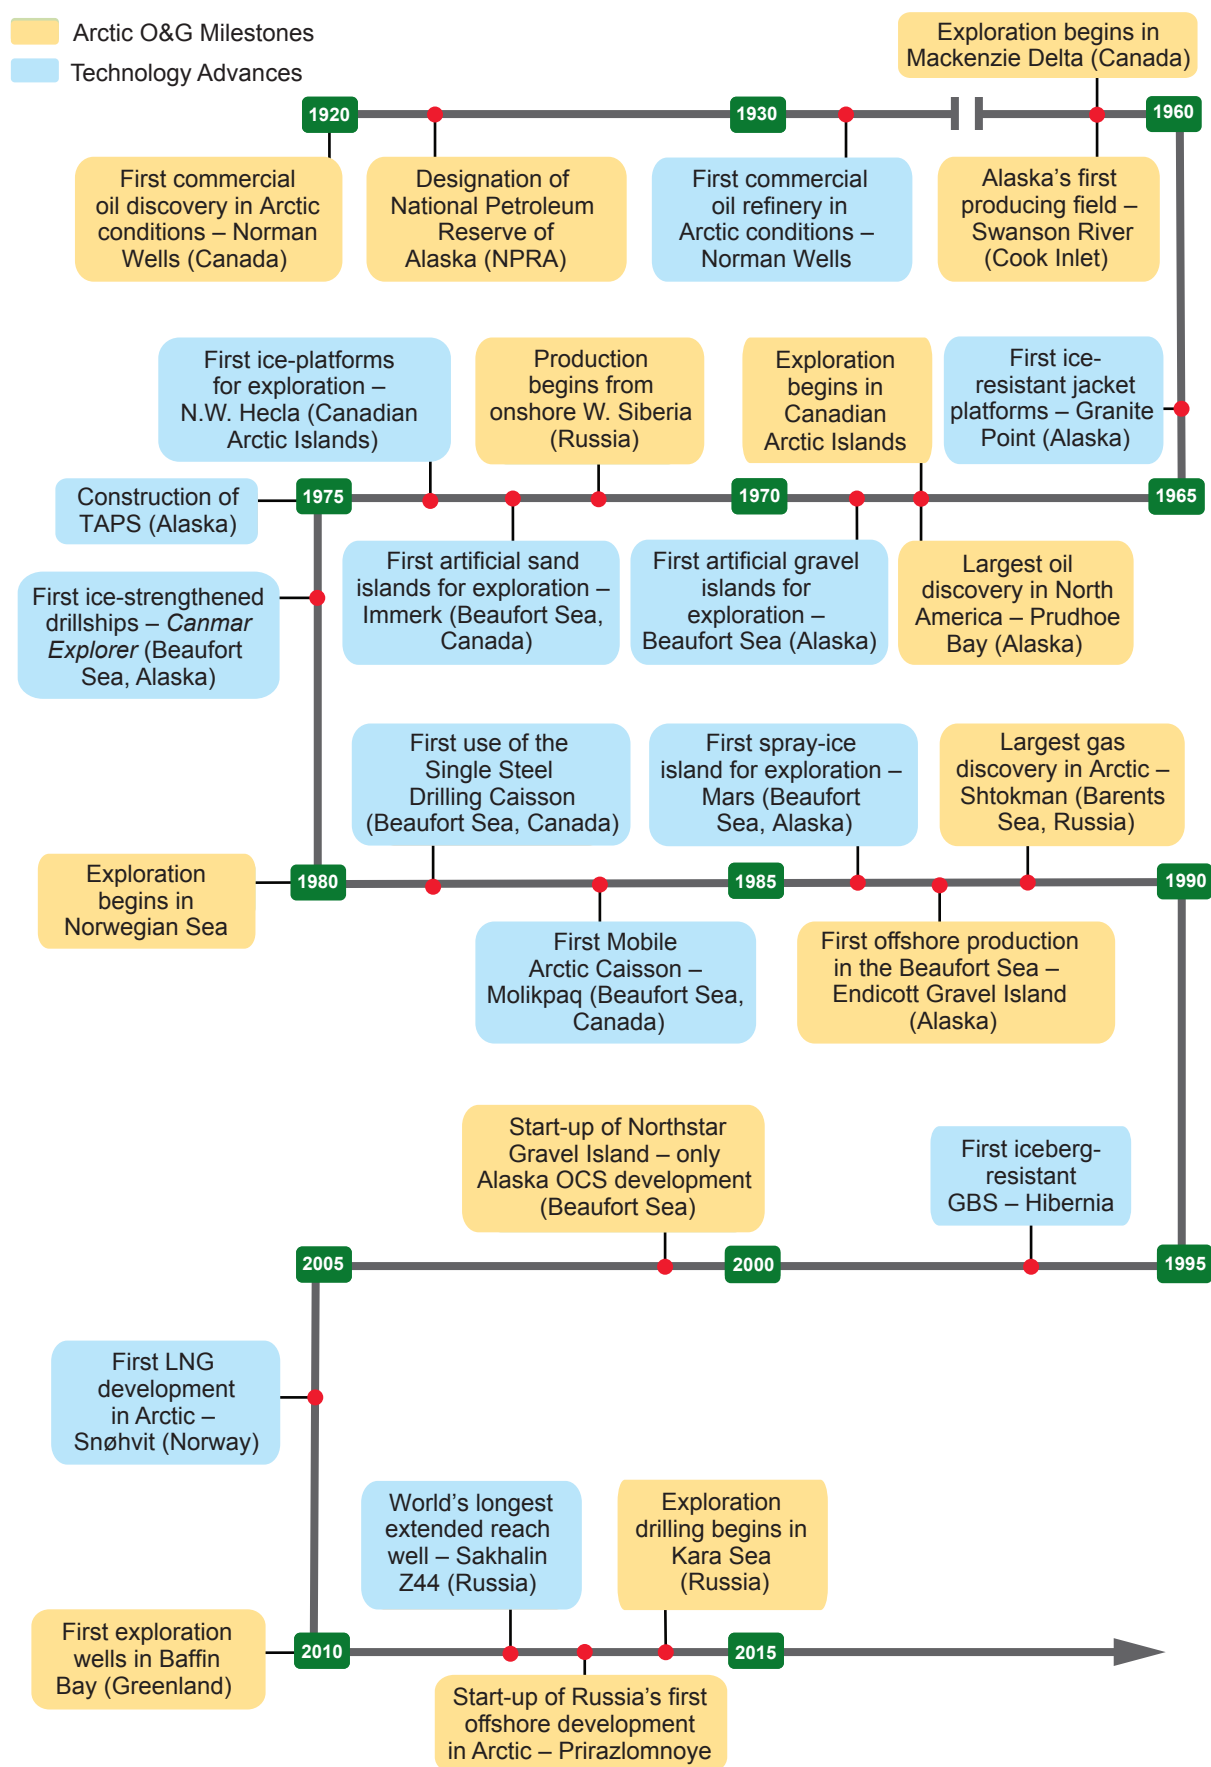 Arctic O&G Milestones
Technology Advances
Exploration begins in
Mackenzie Delta (Canada)
1920
1930
1960
First commercial
oil discovery in Arctic
conditions – Norman
Wells (Canada)
Designation of
National Petroleum
Reserve of
Alaska (NPRA)
First commercial
oil refinery in
Arctic conditions –
Norman Wells
Alaska’s first
producing field –
Swanson River
(Cook Inlet)
First ice-platforms
for exploration –
N.W. Hecla (Canadian
Arctic Islands)
Production
begins from
onshore W. Siberia
(Russia)
Exploration
begins in
Canadian
Arctic Islands
First ice-
resistant jacket
platforms – Granite
Point (Alaska)
Construction of
TAPS (Alaska)
1975
1970
1965
First ice-strengthened
drillships – Canmar
Explorer (Beaufort
Sea, Alaska)
First artificial sand
islands for exploration –
Immerk (Beaufort Sea,
Canada)
First artificial gravel
islands for
exploration –
Beaufort Sea (Alaska)
Largest oil
discovery in North
America – Prudhoe
Bay (Alaska)
First use of the
Single Steel
Drilling Caisson
(Beaufort Sea, Canada)
First spray-ice
island for exploration –
Mars (Beaufort
Sea, Alaska)
Largest gas
discovery in Arctic –
Shtokman (Barents
Sea, Russia)
Exploration
begins in
Norwegian Sea
1980
1985
1990
First Mobile
Arctic Caisson –
Molikpaq (Beaufort Sea,
Canada)
First offshore production
in the Beaufort Sea –
Endicott Gravel Island
(Alaska)
Start-up of Northstar
Gravel Island – only
Alaska OCS development
(Beaufort Sea)
First iceberg-
resistant
GBS – Hibernia
2005
2000
1995
First LNG
development
in Arctic –
Snøhvit (Norway)
World’s longest
extended reach
well – Sakhalin
Z44 (Russia)
Exploration
drilling begins in
Kara Sea
(Russia)
First exploration
wells in Baffin
Bay (Greenland)
2010
2015
Start-up of Russia’s first
offshore development
in Arctic – Prirazlomnoye